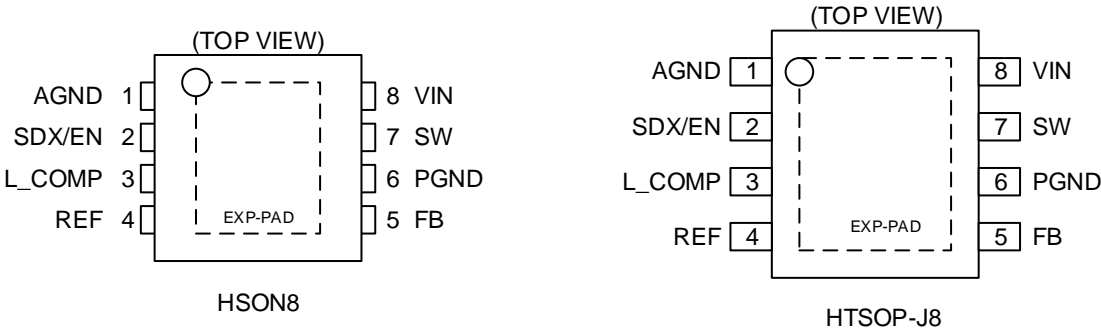 (TOP VIEW)
AGND 1
8 VIN
SDX/EN 2
7 SW
L_COMP 3
6 PGND
REF 4
EXP-PAD
5 FB
HSON8
(TOP VIEW)
AGND 1
8 VIN
SDX/EN 2
7 SW
L_COMP 3
6 PGND
REF 4
EXP-PAD
5 FB
HTSOP-J8